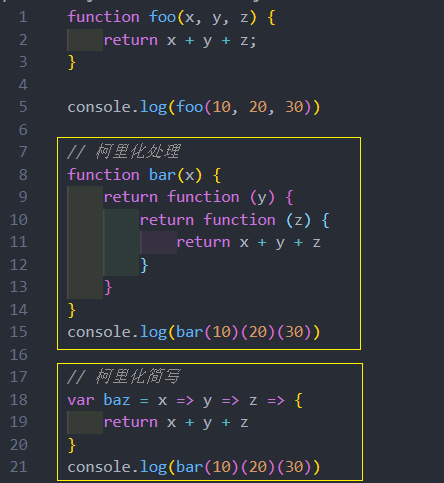 1 function foo(x, y, z) {
2 return x + y + z;
3 }
4
5 console.log(foo(10, 20, 30))
6
7 // 柯里化处理
8 function bar(x) {
9 return function (y) {
10 return function (z) {
11 return x + y + z
12 }
13 }
14 }
15 console.log(bar(10)(20)(30))
16
17 // 柯里化简写
18 var baz = x => y => z => {
19 return x + y + z
20 }
21 console.log(bar(10)(20)(30))